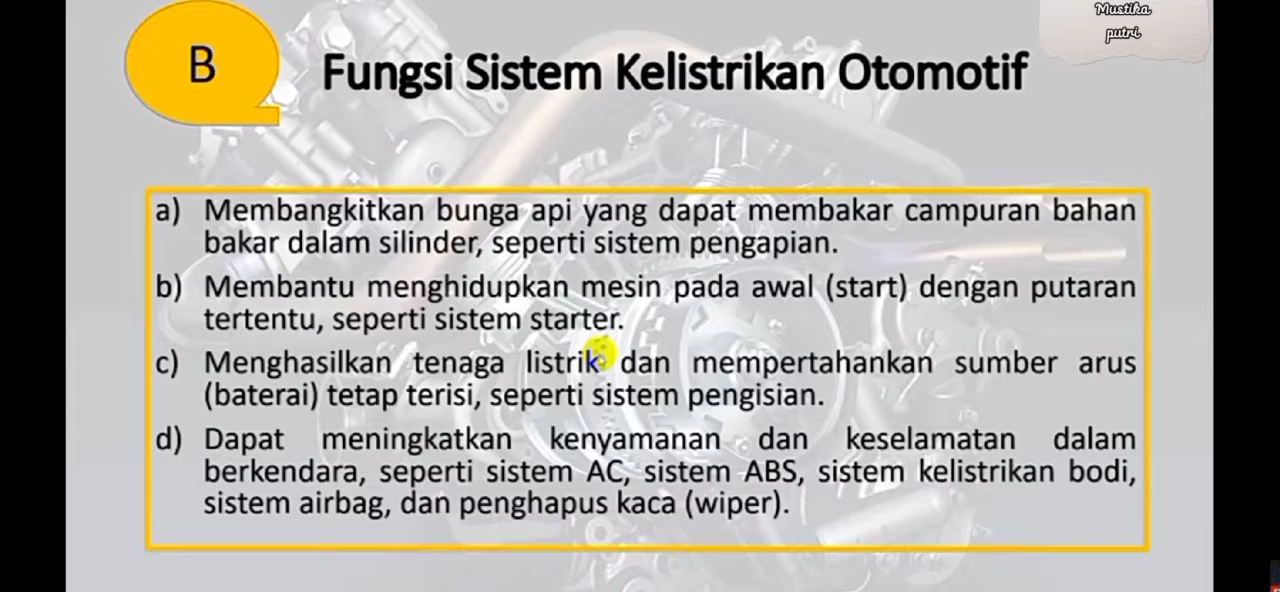 Mustika
putri
B
Fungsi Sistem Kelistrikan Otomotif
a) Membangkitkan bunga api yang dapat membakar campuran bahan
bakar dalam silinder, seperti sistem pengapian.
b) Membantu menghidupkan mesin pada awal (start) dengan putaran
tertentu, seperti sistem starter.
c) Menghasilkan tenaga listrik dan mempertahankan sumber arus
(baterai) tetap terisi, seperti sistem pengisian.
d) Dapat meningkatkan kenyamanan dan keselamatan dalam
berkendara, seperti sistem AC, sistem ABS, sistem kelistrikan bodi,
sistem airbag, dan penghapus kaca (wiper).